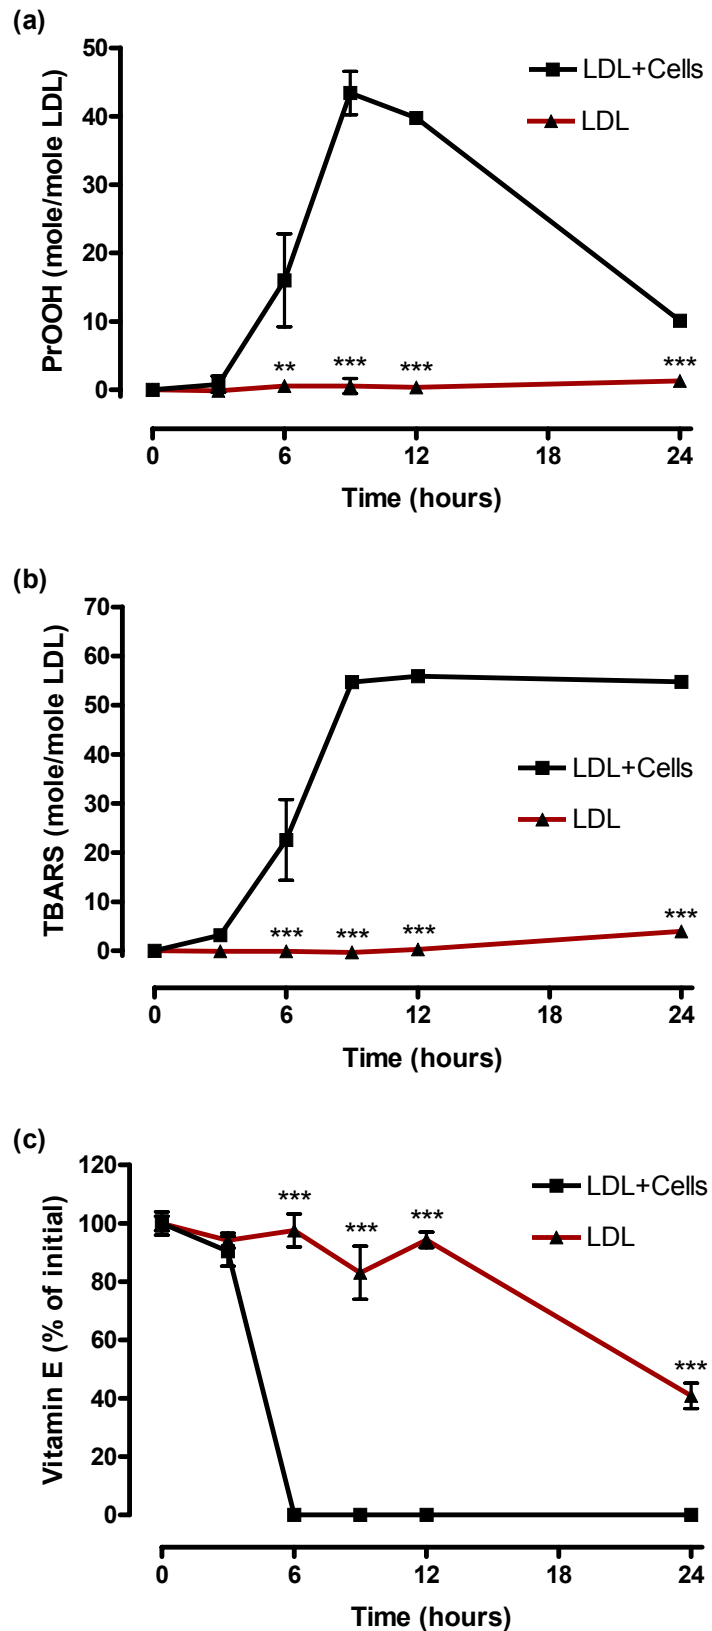 (a)
PrOOH (mole/mole LDL)
50
40
30
20
10
0
LDL+Cells
LDL
** *** *** ***
0 6 12 18 24
Time (hours)
(b)
TBARS (mole/mole LDL)
70
60
50
40
30
20
10
0
LDL+Cells
LDL
*** *** *** ***
0 6 12 18 24
Time (hours)
(c)
Vitamin E (% of initial)
120
100
80
60
40
20
0
LDL+Cells
LDL
*** *** *** ***
0 6 12 18 24
Time (hours)